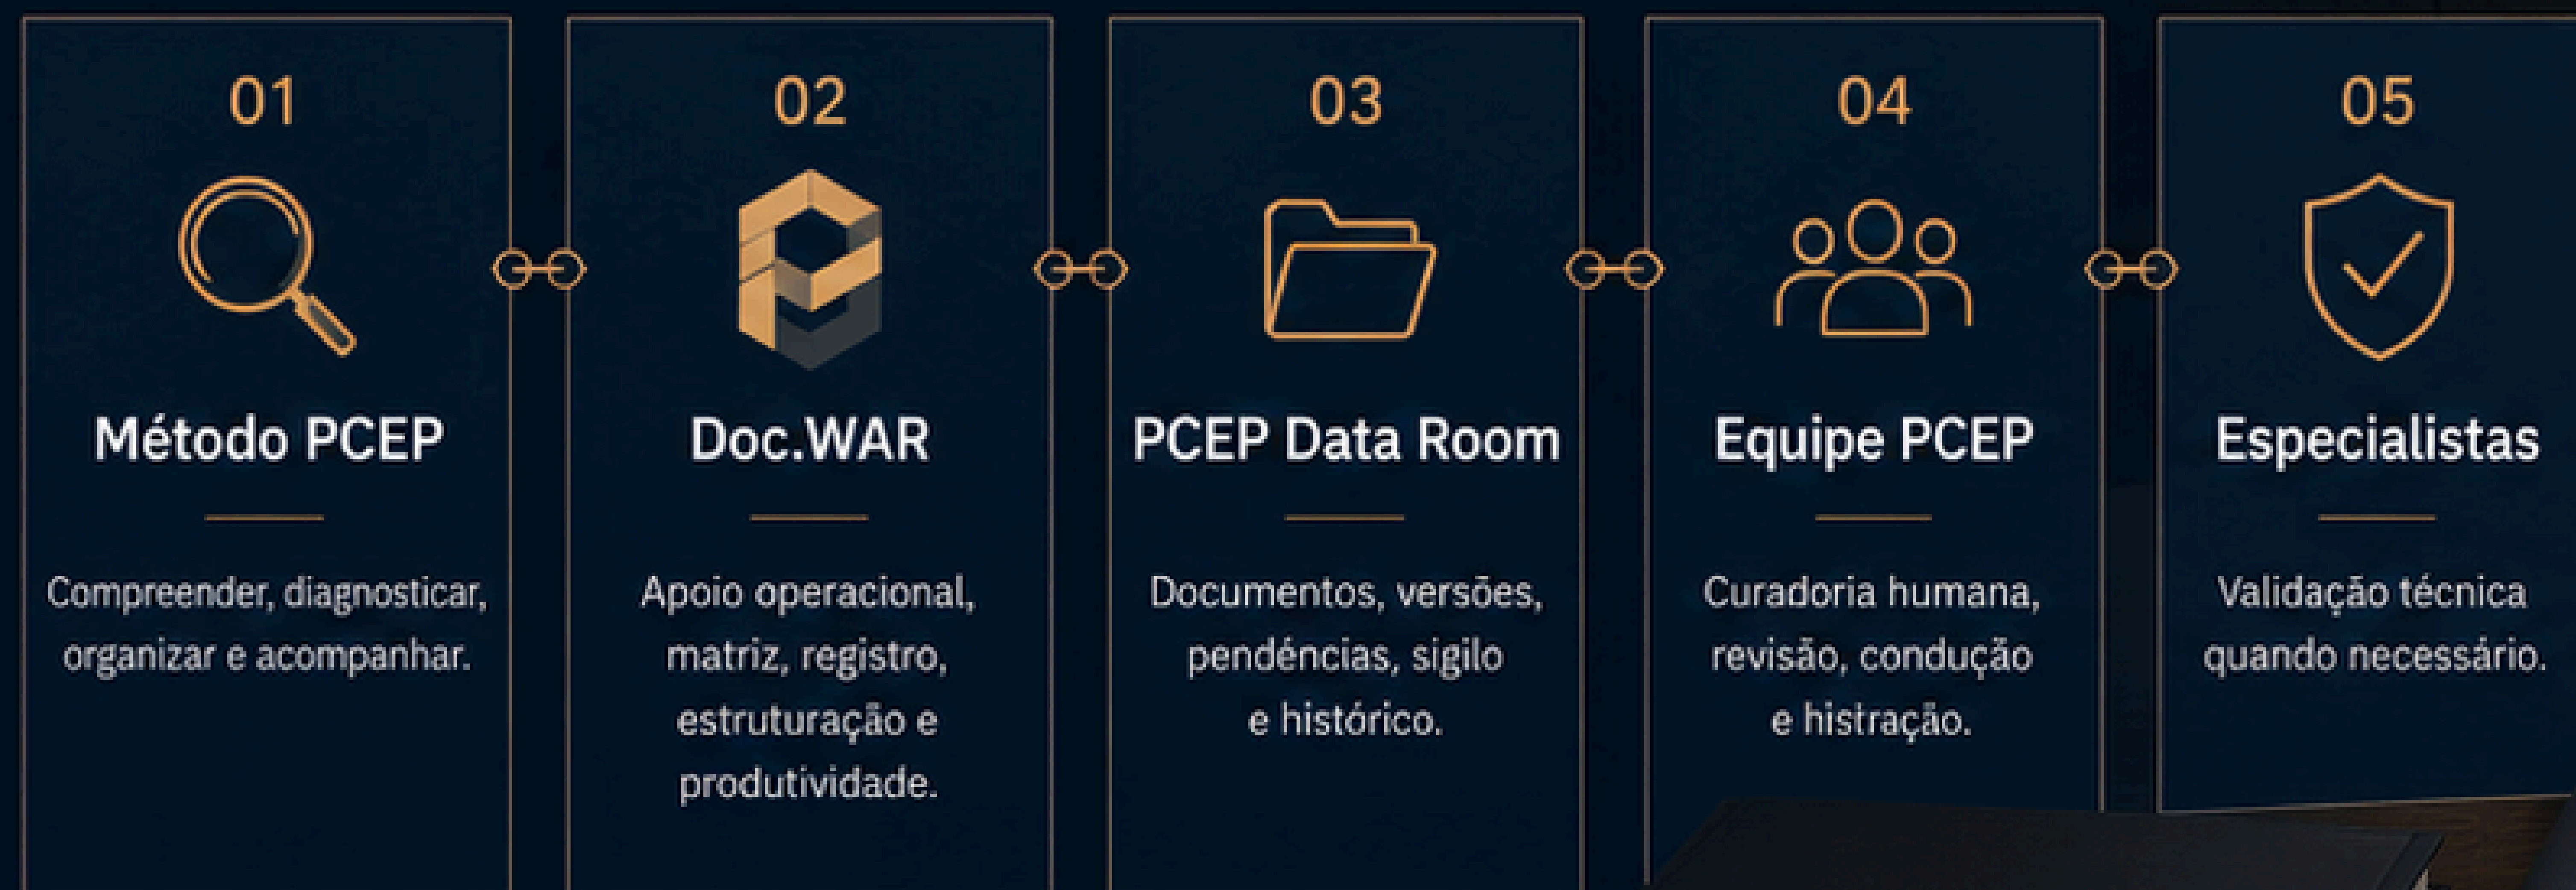 01
Método PCEP
Compreender, diagnosticar,
organizar e acompanhar.
02
Doc.WAR
Apoio operacional,
matriz, registro,
estruturação e
produtividade.
03
PCEP Data Room
Documentos, versões,
pendéncias, sigilo
e histórico.
04
Equipe PCEP
Curadoria humana,
revisão, condução
e histração.
05
Especialistas
Validação técnica
quando necessário.